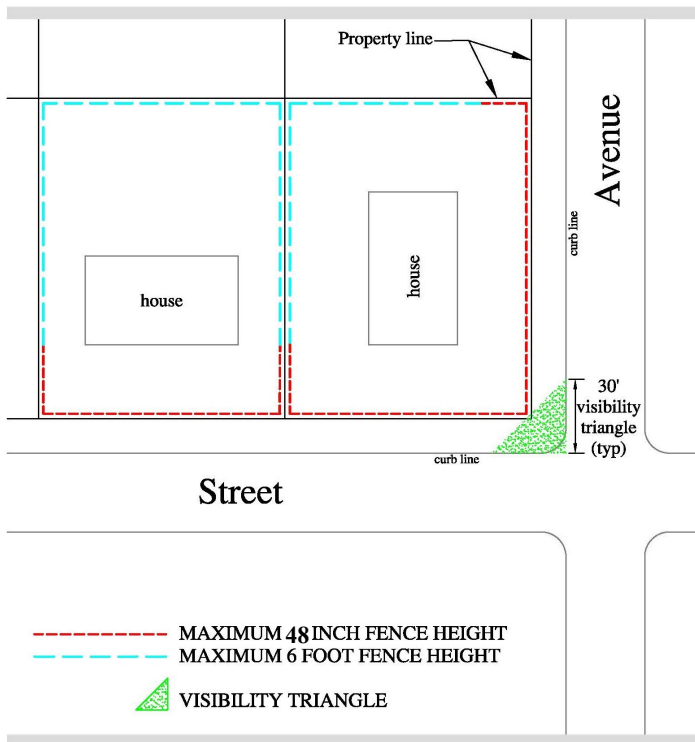 Property line
Avenue
curb line
house
house
30'
visibility
triangle
(typ)
curb line
Street
MAXIMUM 48 INCH FENCE HEIGHT
MAXIMUM 6 FOOT FENCE HEIGHT
VISIBILITY TRIANGLE